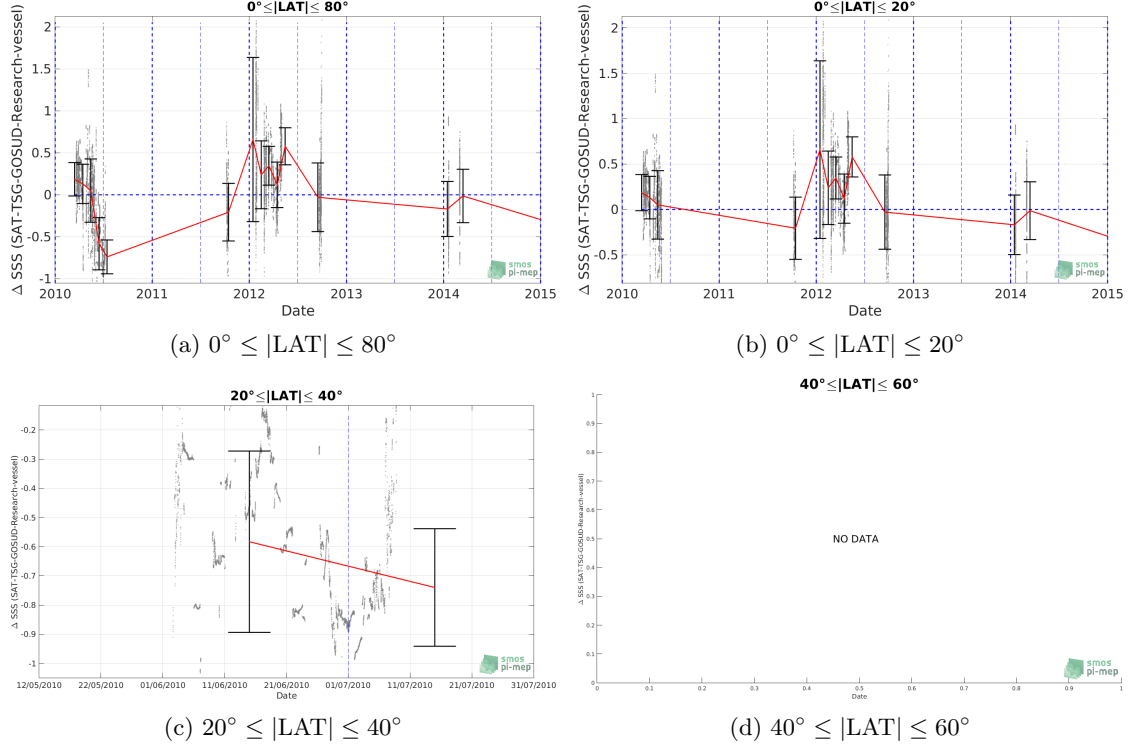 0°≤|LAT|≤ 80°
Δ SSS (SAT-TSG-GOSUD-Research-vessel)
2
1.5
1
0.5
0
-0.5
-1
2010 2011 2012 2013 2014 2015
Date
smos
pi-mep
(a) 0° ≤ |LAT| ≤ 80°
0°≤|LAT|≤ 20°
Δ SSS (SAT-TSG-GOSUD-Research-vessel)
2
1.5
1
0.5
0
-0.5
2010 2011 2012 2013 2014 2015
Date
smos
pi-mep
(b) 0° ≤ |LAT| ≤ 20°
20°≤|LAT|≤ 40°
Δ SSS (SAT-TSG-GOSUD-Research-vessel)
-0.2
-0.3
-0.4
-0.5
-0.6
-0.7
-0.8
-0.9
-1
12/05/2010 22/05/2010 01/06/2010 11/06/2010 21/06/2010 01/07/2010 11/07/2010 21/07/2010 31/07/2010
Date
smos
pi-mep
(c) 20° ≤ |LAT| ≤ 40°
40°≤|LAT|≤ 60°
Δ SSS (SAT-TSG-GOSUD-Research-vessel)
1
0.9
0.8
0.7
0.6
0.5
0.4
0.3
0.2
0.1
0
NO DATA
0 0.1 0.2 0.3 0.4 0.5 0.6 0.7 0.8 0.9 1
Date
smos
pi-mep
(d) 40° ≤ |LAT| ≤ 60°